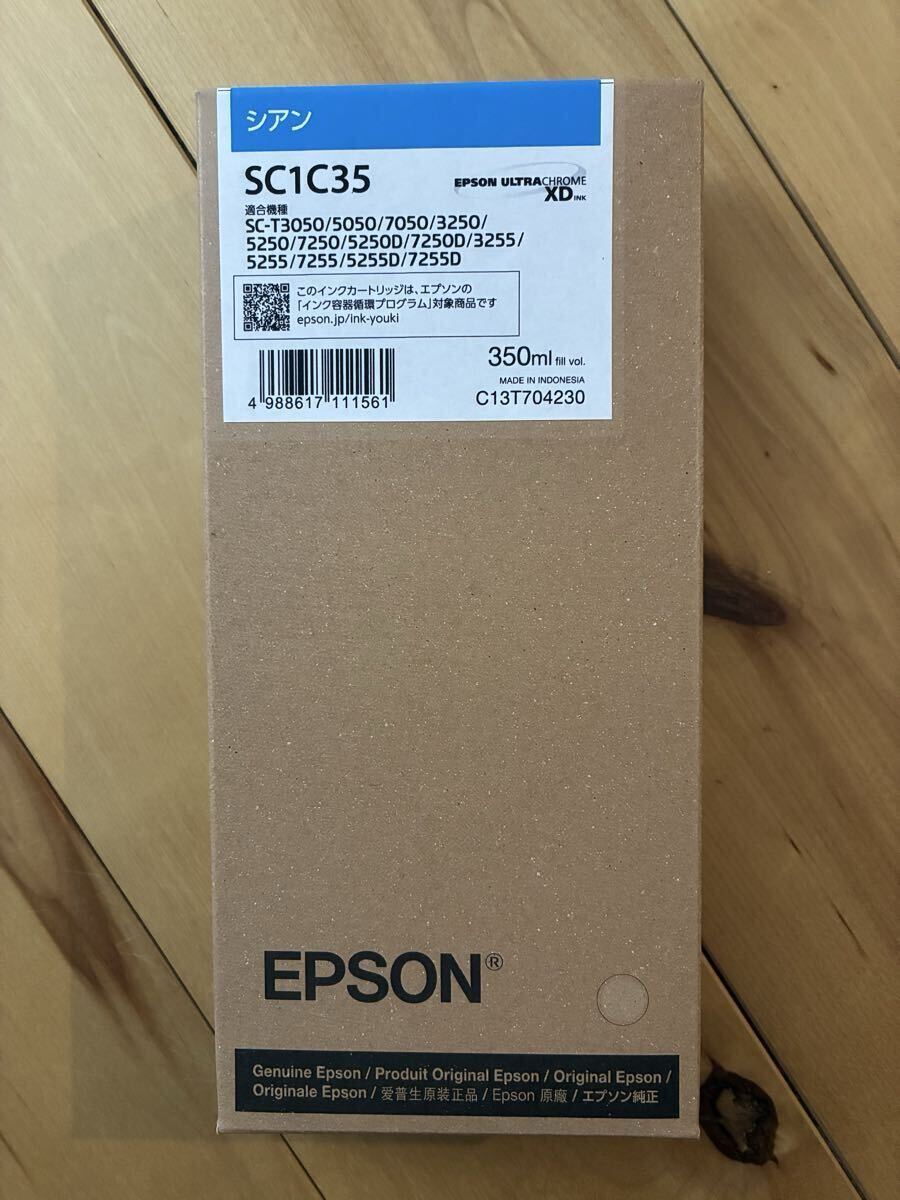 シアン
SC1C35
EPSON ULTRACHROME
XD INK
適合機種
SC-T3050/5050/7050/3250/
5250/7250/5250D/7250D/3255/
5255/7255/5255D/7255D
このインクカートリッジは、エプソンの
「インク容器循環プログラム」対象商品です
epson.jp/ink-youki
350ml fill vol.
MADE IN INDONESIA
C13T704230
4 988617 111561
EPSON®
Genuine Epson / Produit Original Epson / Original Epson /
Originale Epson / 爱普生原装正品 / Epson 原廠 / エプソン純正